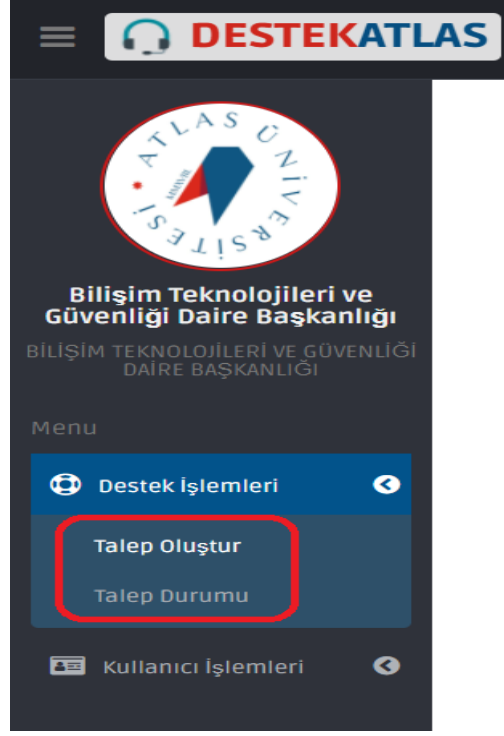 DESTEKATLAS
ATLAS ÜNİVERSİTESİ
Bilişim Teknolojileri ve
Güvenliği Daire Başkanlığı
BİLİŞİM TEKNOLOJİLERİ VE GÜVENLİĞİ
DAİRE BAŞKANLIĞI
Menu
Destek İşlemleri
Talep Oluştur
Talep Durumu
Kullanıcı İşlemleri